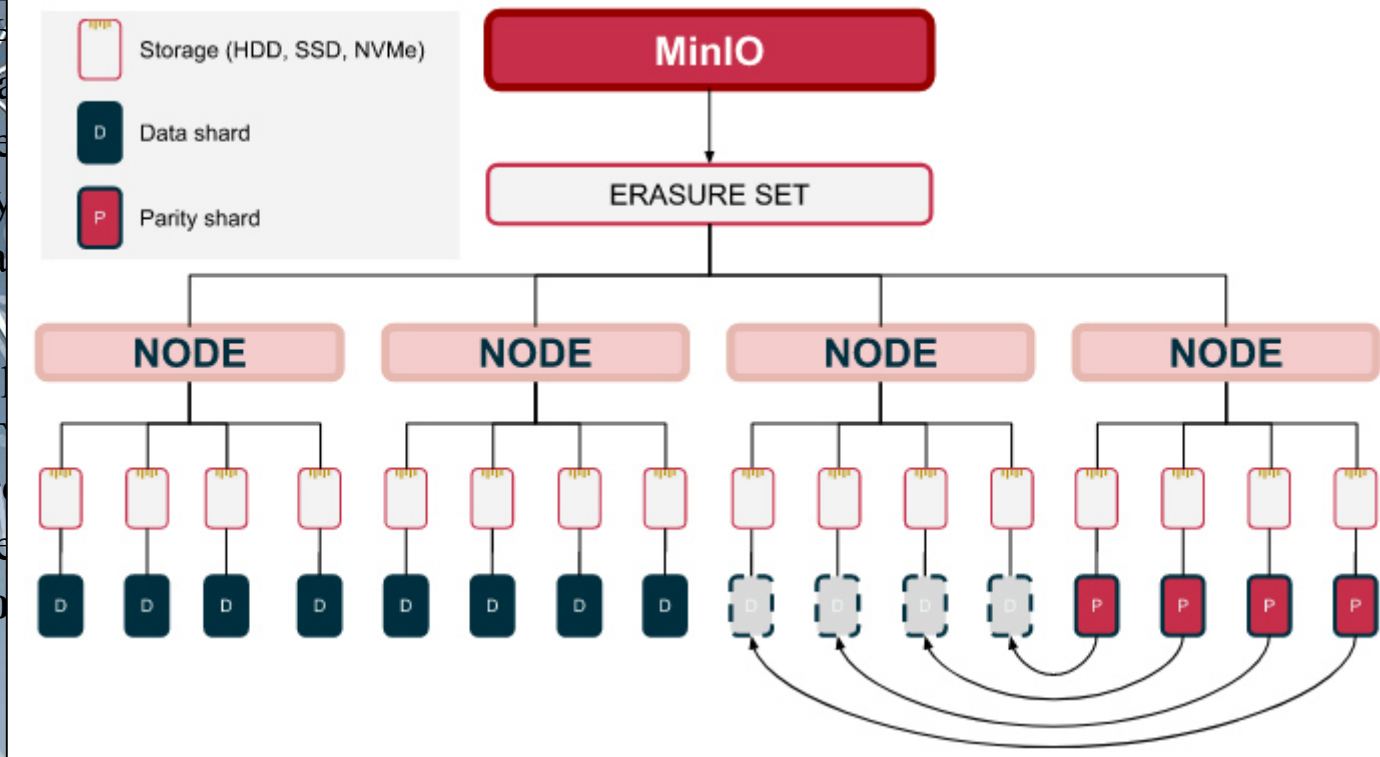 Storage (HDD, SSD, NVMe)
D Data shard
P Parity shard
MinIO
ERASURE SET
NODE NODE NODE NODE
D D D D D D D D D D D D P P P P